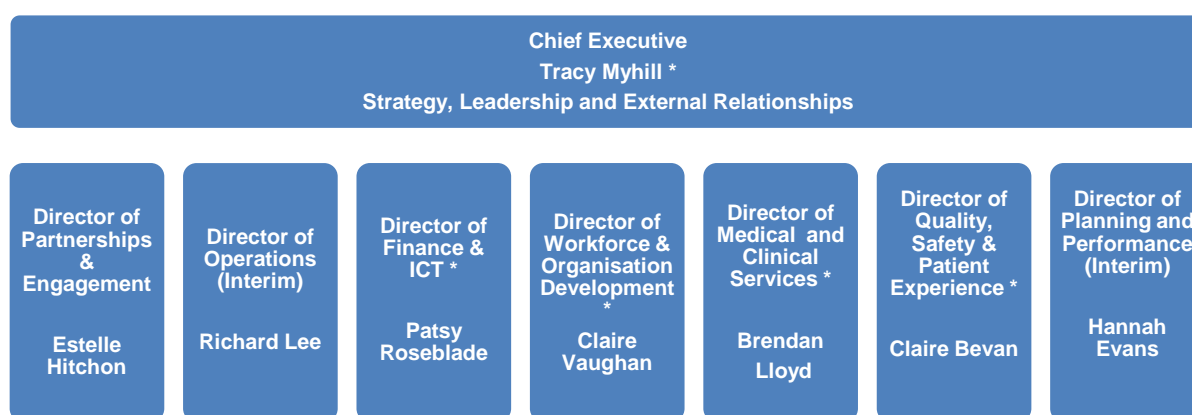 Chief Executive
Tracy Myhill *
Strategy, Leadership and External Relationships
Director of
Partnerships
&
Engagement
Estelle
Hitchon
Director of
Operations
(Interim)
Richard Lee
Director of
Finance &
ICT *
Patsy
Roseblade
Director of
Workforce &
Organisation
Development
*
Claire
Vaughan
Director of
Medical and
Clinical
Services *
Brendan
Lloyd
Director of
Quality,
Safety &
Patient
Experience *
Claire Bevan
Director of
Planning and
Performance
(Interim)
Hannah
Evans